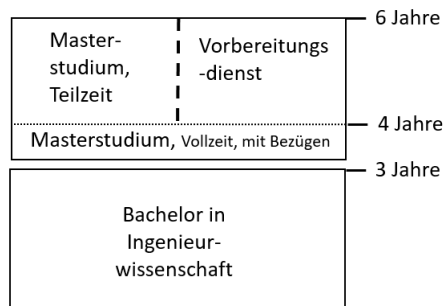 6 Jahre
Master-
studium,
Teilzeit
Vorbereitungs
-dienst
4 Jahre
Masterstudium, Vollzeit, mit Bezügen
3 Jahre
Bachelor in
Ingenieur-
wissenschaft